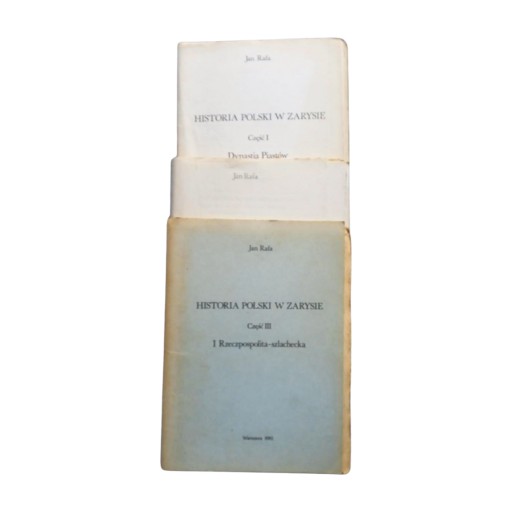 Jan Rafa
HISTORIA POLSKI W ZARYSIE
Część I
Dynastia Piastów
Jan Rafa
Jan Rafa
HISTORIA POLSKI W ZARYSIE
Część III
I Rzeczpospolita-szlachecka
Warszawa